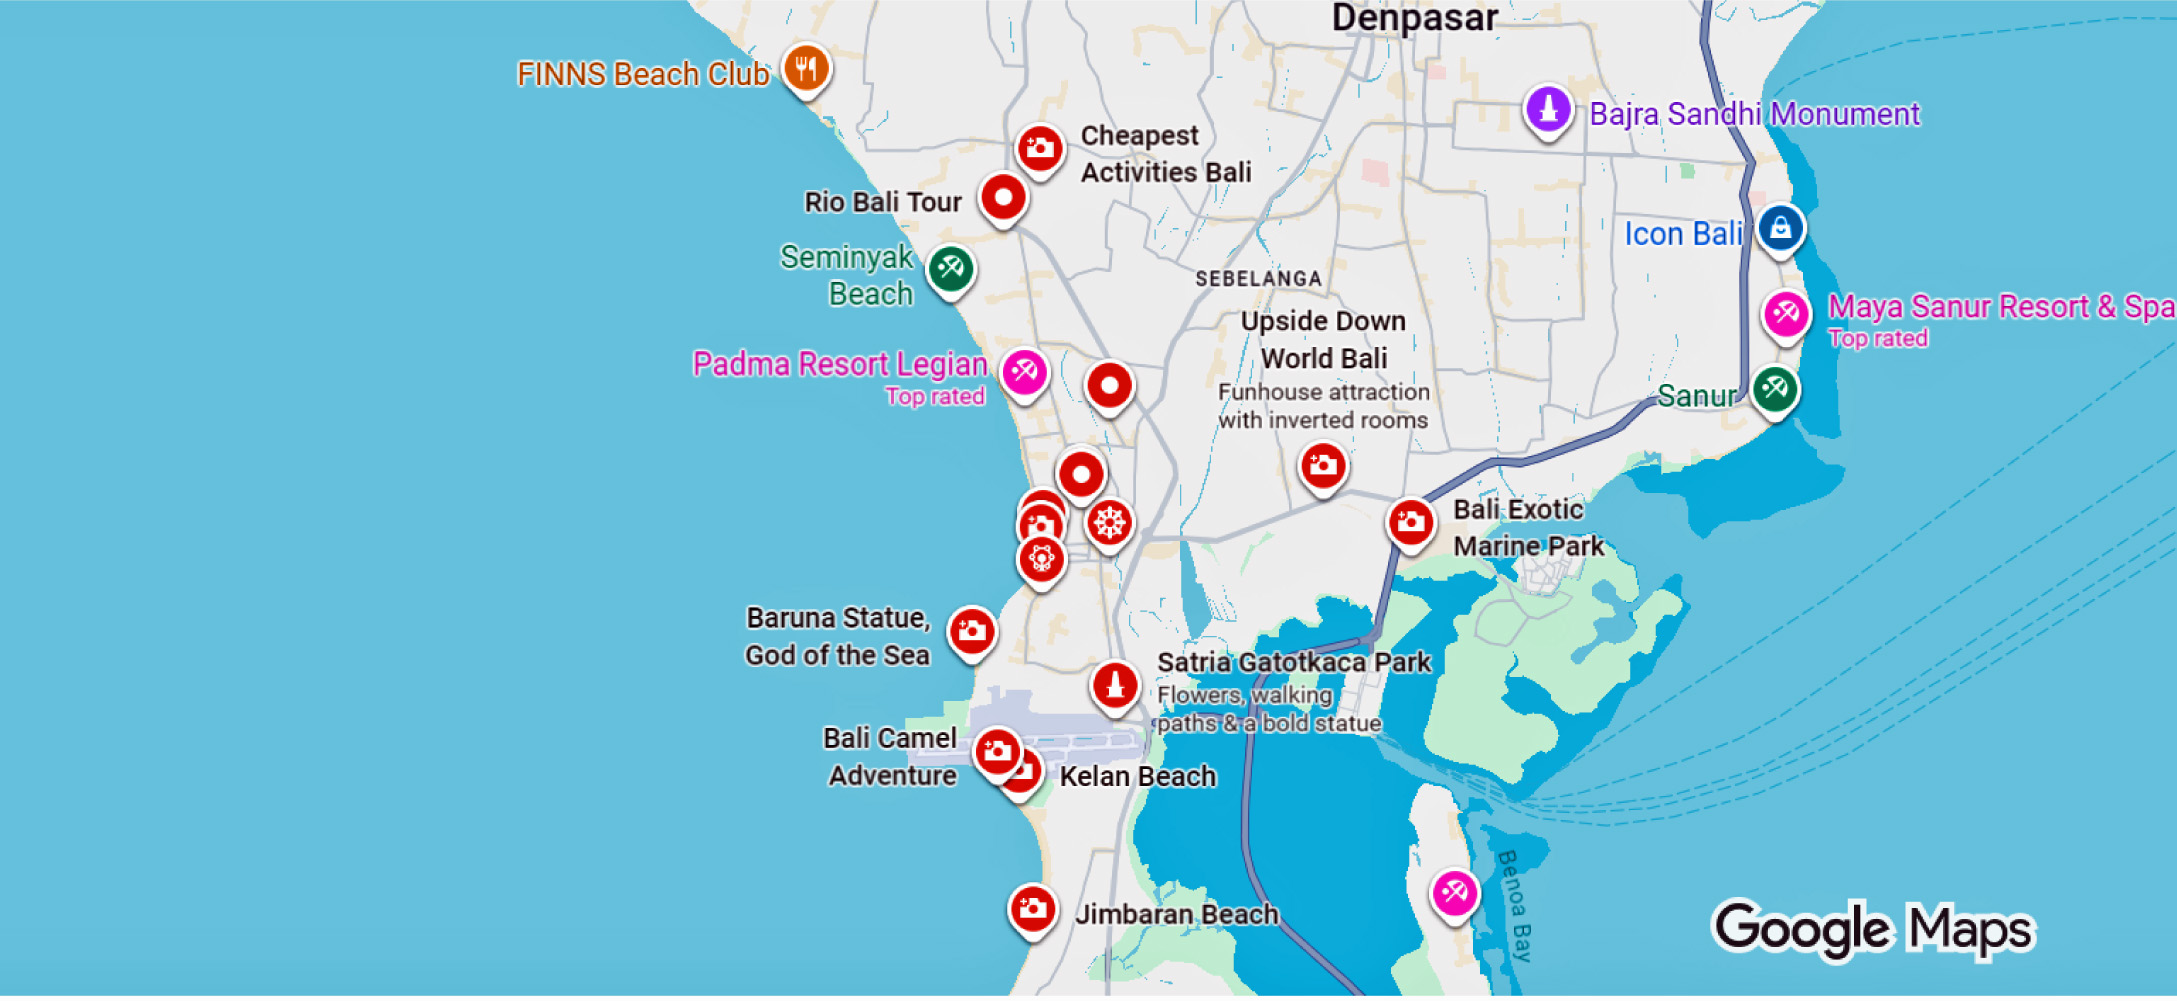 Denpasar
FINNS Beach Club
Bajra Sandhi Monument
Cheapest
Activities Bali
Rio Bali Tour
Icon Bali
Seminyak
Beach
SEBELANGA
Maya Sanur Resort & Spa
Top rated
Upside Down
World Bali
Funhouse attraction
with inverted rooms
Padma Resort Legian
Top rated
Sanur
Bali Exotic
Marine Park
Baruna Statue,
God of the Sea
Satria Gatotkaca Park
Flowers, walking
paths & a bold statue
Bali Camel
Adventure
Kelan Beach
Jimbaran Beach
Benoa Bay
Google Maps